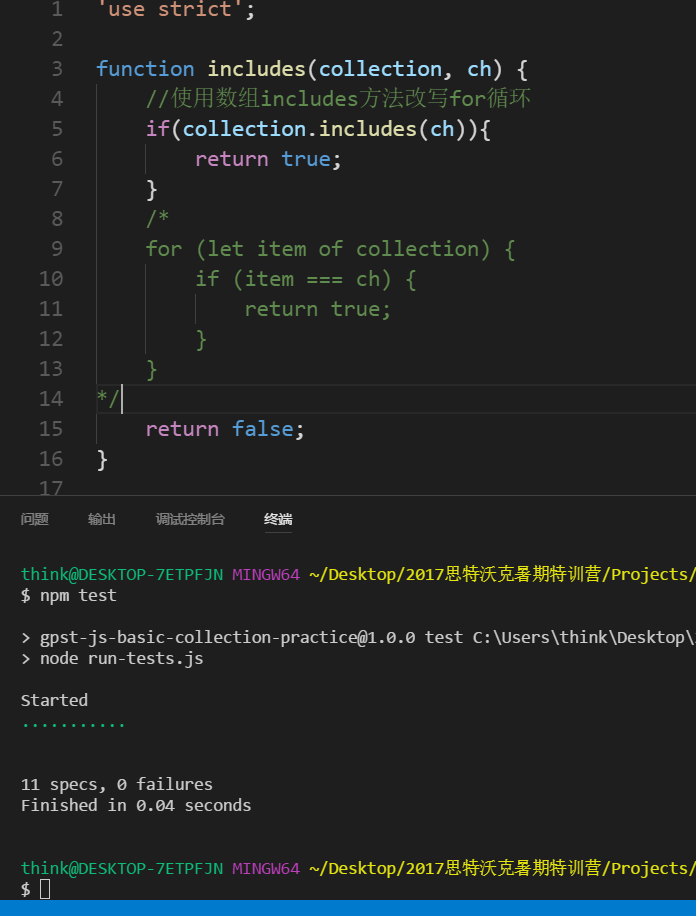 1 'use strict';
2
3 function includes(collection, ch) {
4 //使用数组includes方法改写for循环
5 if(collection.includes(ch)){
6 return true;
7 }
8 /*
9 for (let item of collection) {
10 if (item === ch) {
11 return true;
12 }
13 }
14 */
15 return false;
16 }
17
问题 输出 调试控制台 终端
think@DESKTOP-7ETPFJN MINGW64 ~/Desktop/2017思特沃克暑期特训营/Projects/
$ npm test
> gpst-js-basic-collection-practice@1.0.0 test C:\Users\think\Desktop\
> node run-tests.js
Started
...........
11 specs, 0 failures
Finished in 0.04 seconds
think@DESKTOP-7ETPFJN MINGW64 ~/Desktop/2017思特沃克暑期特训营/Projects/
$